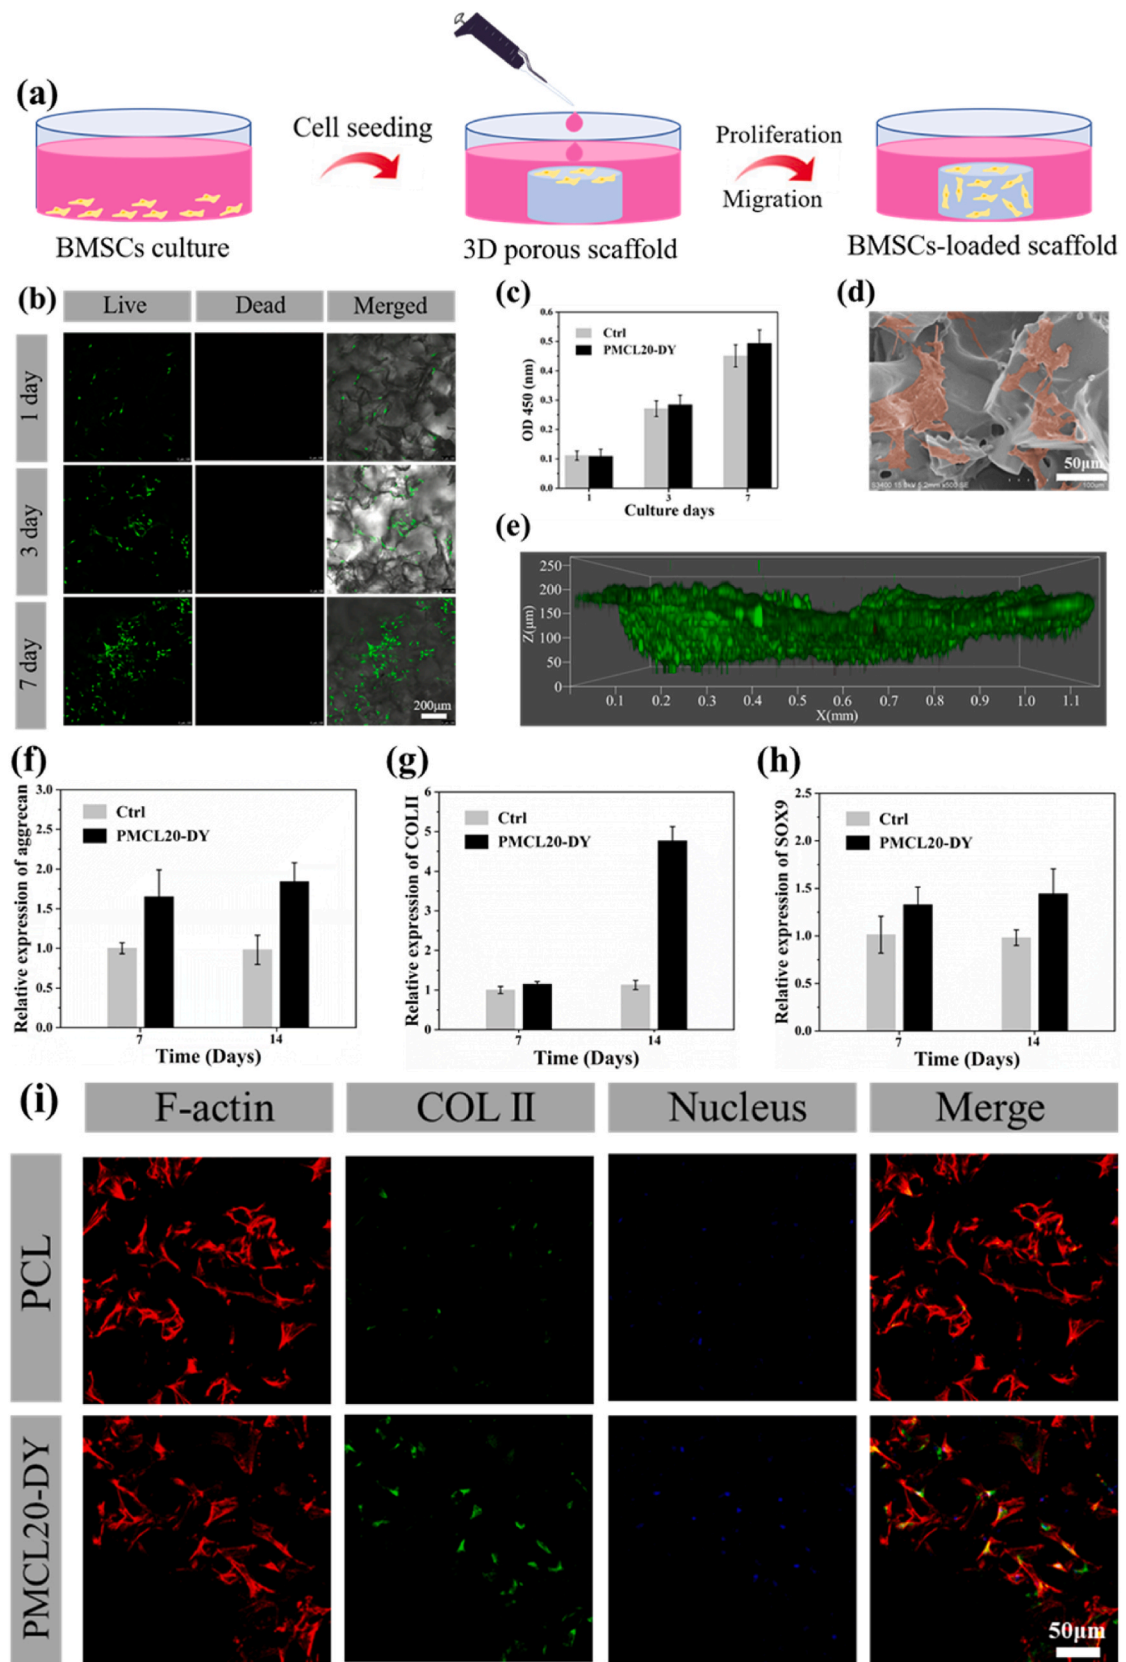 (a)
Cell seeding
Proliferation
Migration
BMSCs culture
3D porous scaffold
BMSCs-loaded scaffold
(b)
Live
Dead
Merged
1 day
3 day
7 day
200μm
(c)
0.6
0.5
0.4
0.3
0.2
0.1
0.0
OD 450 (nm)
Ctrl
PMCL20-DY
1
3
7
Culture days
(d)
50μm
100μm
(e)
250
200
150
100
50
0
Z(μm)
0.1
0.2
0.3
0.4
0.5
0.6
0.7
0.8
0.9
1.0
1.1
X(mm)
(f)
3.0
2.5
2.0
1.5
1.0
0.5
0.0
Relative expression of aggrecan
Ctrl
PMCL20-DY
7
14
Time (Days)
(g)
6
5
4
3
2
1
0
Relative expression of COLII
Ctrl
PMCL20-DY
7
14
Time (Days)
(h)
2.5
2.0
1.5
1.0
0.5
0.0
Relative expression of SOX9
Ctrl
PMCL20-DY
7
14
Time (Days)
(i)
F-actin
COL II
Nucleus
Merge
PCL
PMCL20-DY
50μm